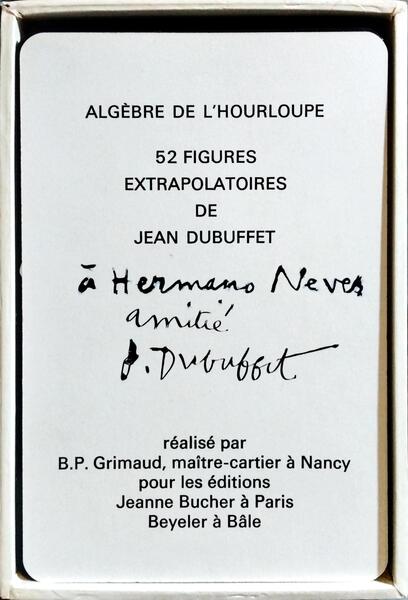 ALGÈBRE DE L'HOURLOUPE
52 FIGURES
EXTRAPOLATOIRES
DE
JEAN DUBUFFET
à Hermano Neves
amitié
J. Dubuffet
réalisé par
B.P. Grimaud, maître-cartier à Nancy
pour les éditions
Jeanne Bucher à Paris
Beyeler à Bâle